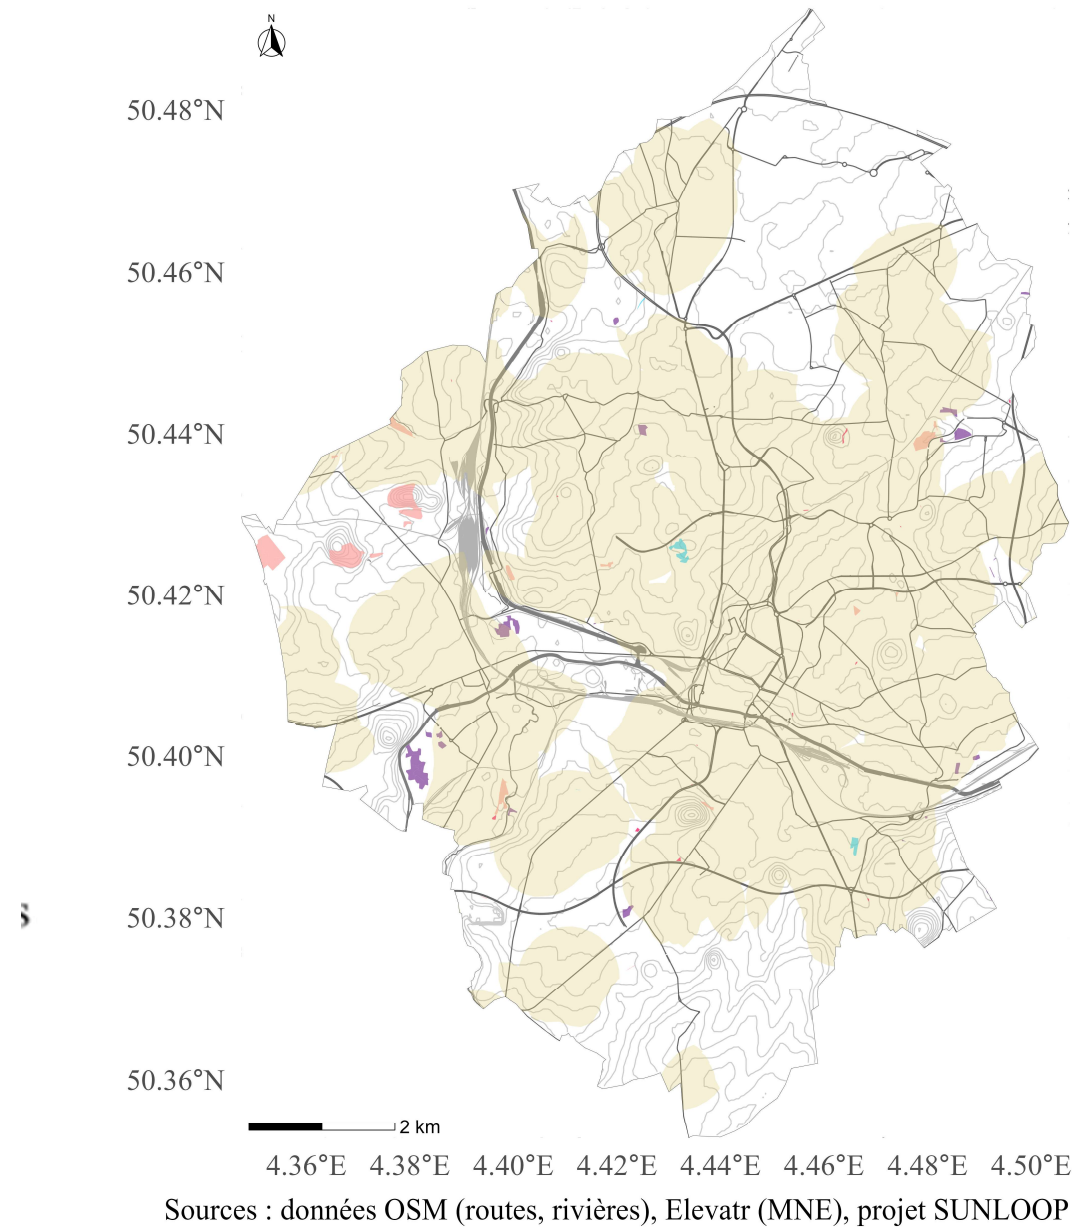 N
50.48°N
50.46°N
50.44°N
50.42°N
50.40°N
s
50.38°N
50.36°N
2 km
4.36°E 4.38°E 4.40°E 4.42°E 4.44°E 4.46°E 4.48°E 4.50°E
Sources : données OSM (routes, rivières), Elevatr (MNE), projet SUNLOOP